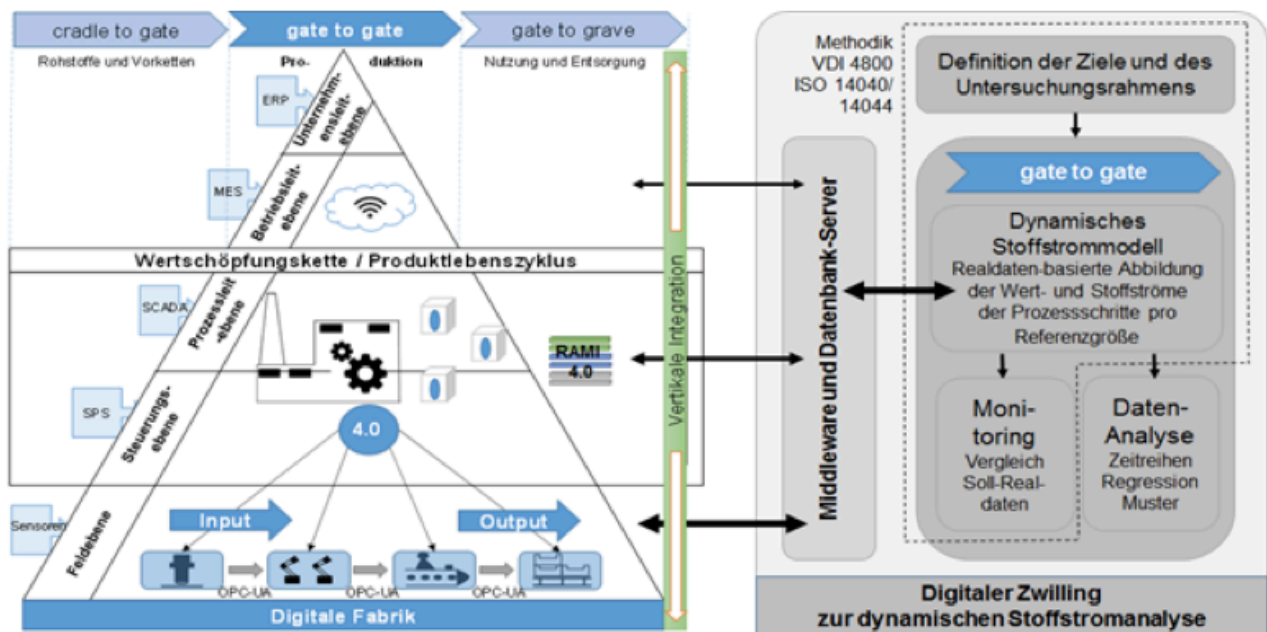 cradle to gate
gate to gate
gate to grave
Rohstoffe und Vorketten
Pro- duktion
Nutzung und Entsorgung
ERP
Unternehm-
ensleit-
ebene
MES
Betriebsleit-
ebene
Wertschöpfungskette / Produktlebenszyklus
SCADA
Prozessleit
-ebene
RAMI
4.0
SPS
Steuerungs-
ebene
4.0
Sensoren
Feldebene
Input
Output
OPC-UA
OPC-UA
OPC-UA
Digitale Fabrik
Vertikale Integration
Methodik
VDI 4800
ISO 14040/
14044
Middleware und Datenbank-Server
Definition der Ziele und des
Untersuchungsrahmens
gate to gate
Dynamisches
Stoffstrommodell
Realdaten-basierte Abbildung
der Wert- und Stoffströme
der Prozessschritte pro
Referenzgröße
Moni-
toring
Vergleich
Soll-Real-
daten
Daten-
Analyse
Zeitreihen
Regression
Muster
Digitaler Zwilling
zur dynamischen Stoffstromanalyse